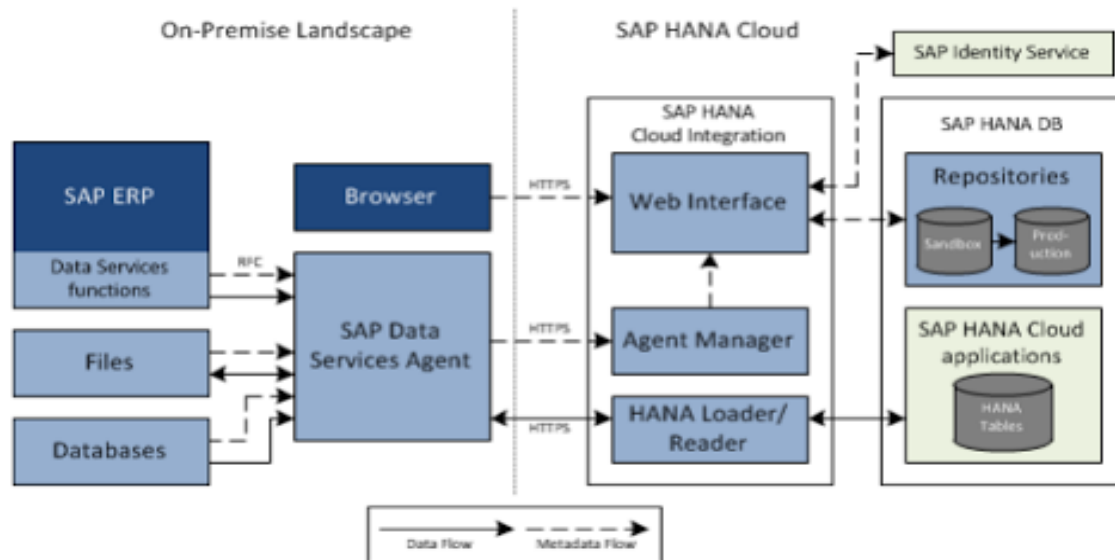 On-Premise Landscape
SAP HANA Cloud
SAP Identity Service
SAP HANA
Cloud Integration
SAP HANA DB
SAP ERP
Data Services
functions
Files
Databases
RFC
Browser
SAP Data
Services Agent
HTTPS
HTTPS
HTTPS
Web Interface
Agent Manager
HANA Loader/
Reader
Repositories
Sandbox
Prod-
uction
SAP HANA Cloud
applications
HANA
Tables
Data Flow
Metadata Flow